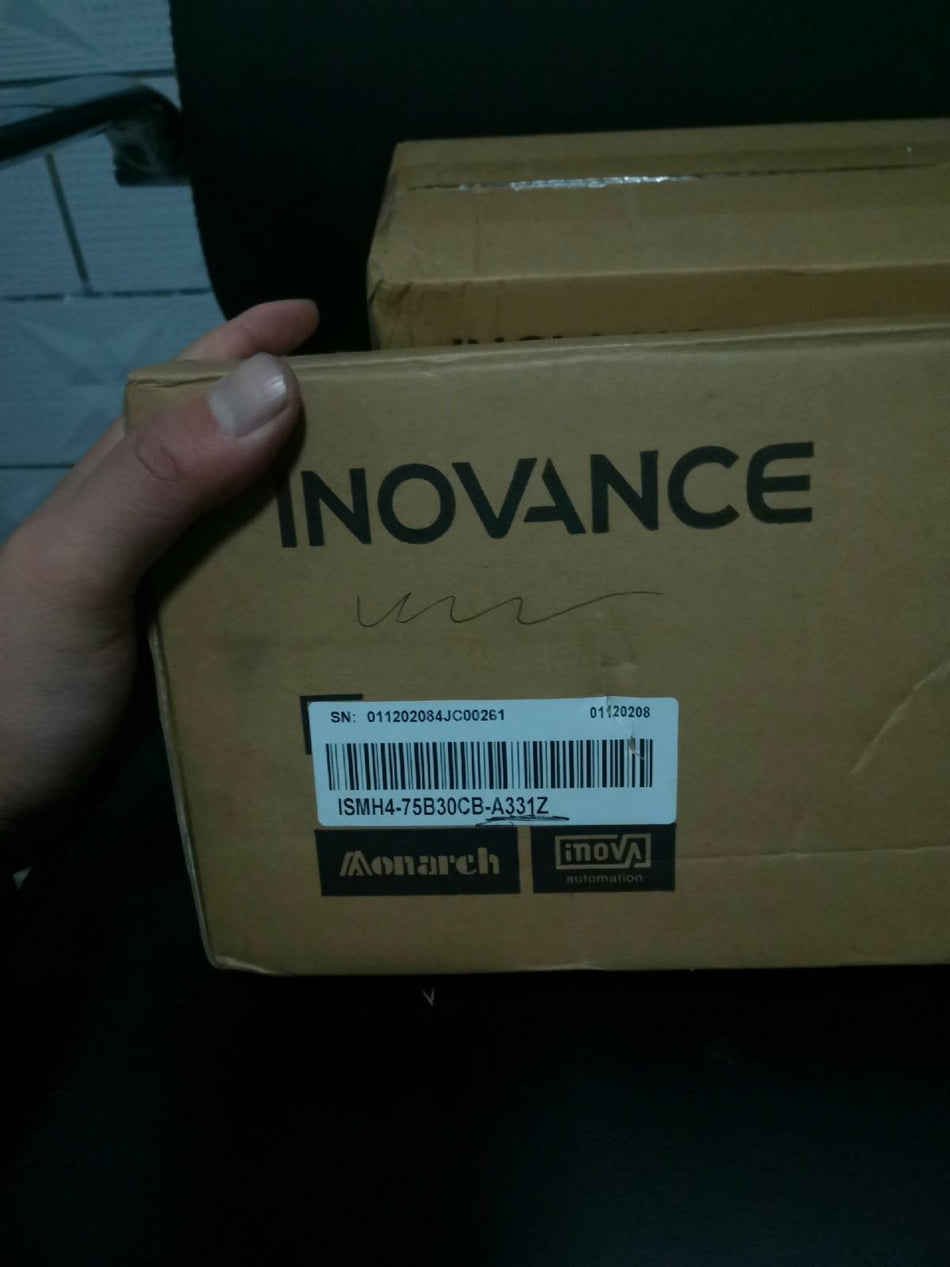 INOVANCE
SN: 011202084JC00261 01120208
ISMH4-75B30CB-A331Z
Monarch
inovA
automation